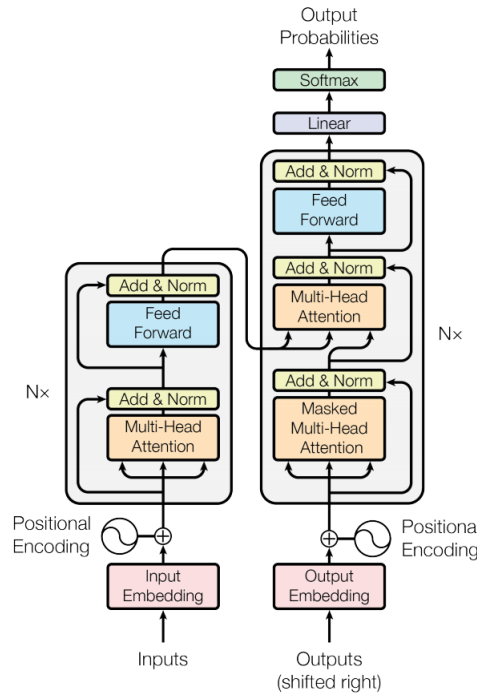 Output
Probabilities
Softmax
Linear
Add & Norm
Feed
Forward
Add & Norm
Multi-Head
Attention
Add & Norm
Masked
Multi-Head
Attention
Nx
Add & Norm
Feed
Forward
Add & Norm
Multi-Head
Attention
Nx
Positional
Encoding
Positiona
Encoding
Input
Embedding
Output
Embedding
Inputs
Outputs
(shifted right)